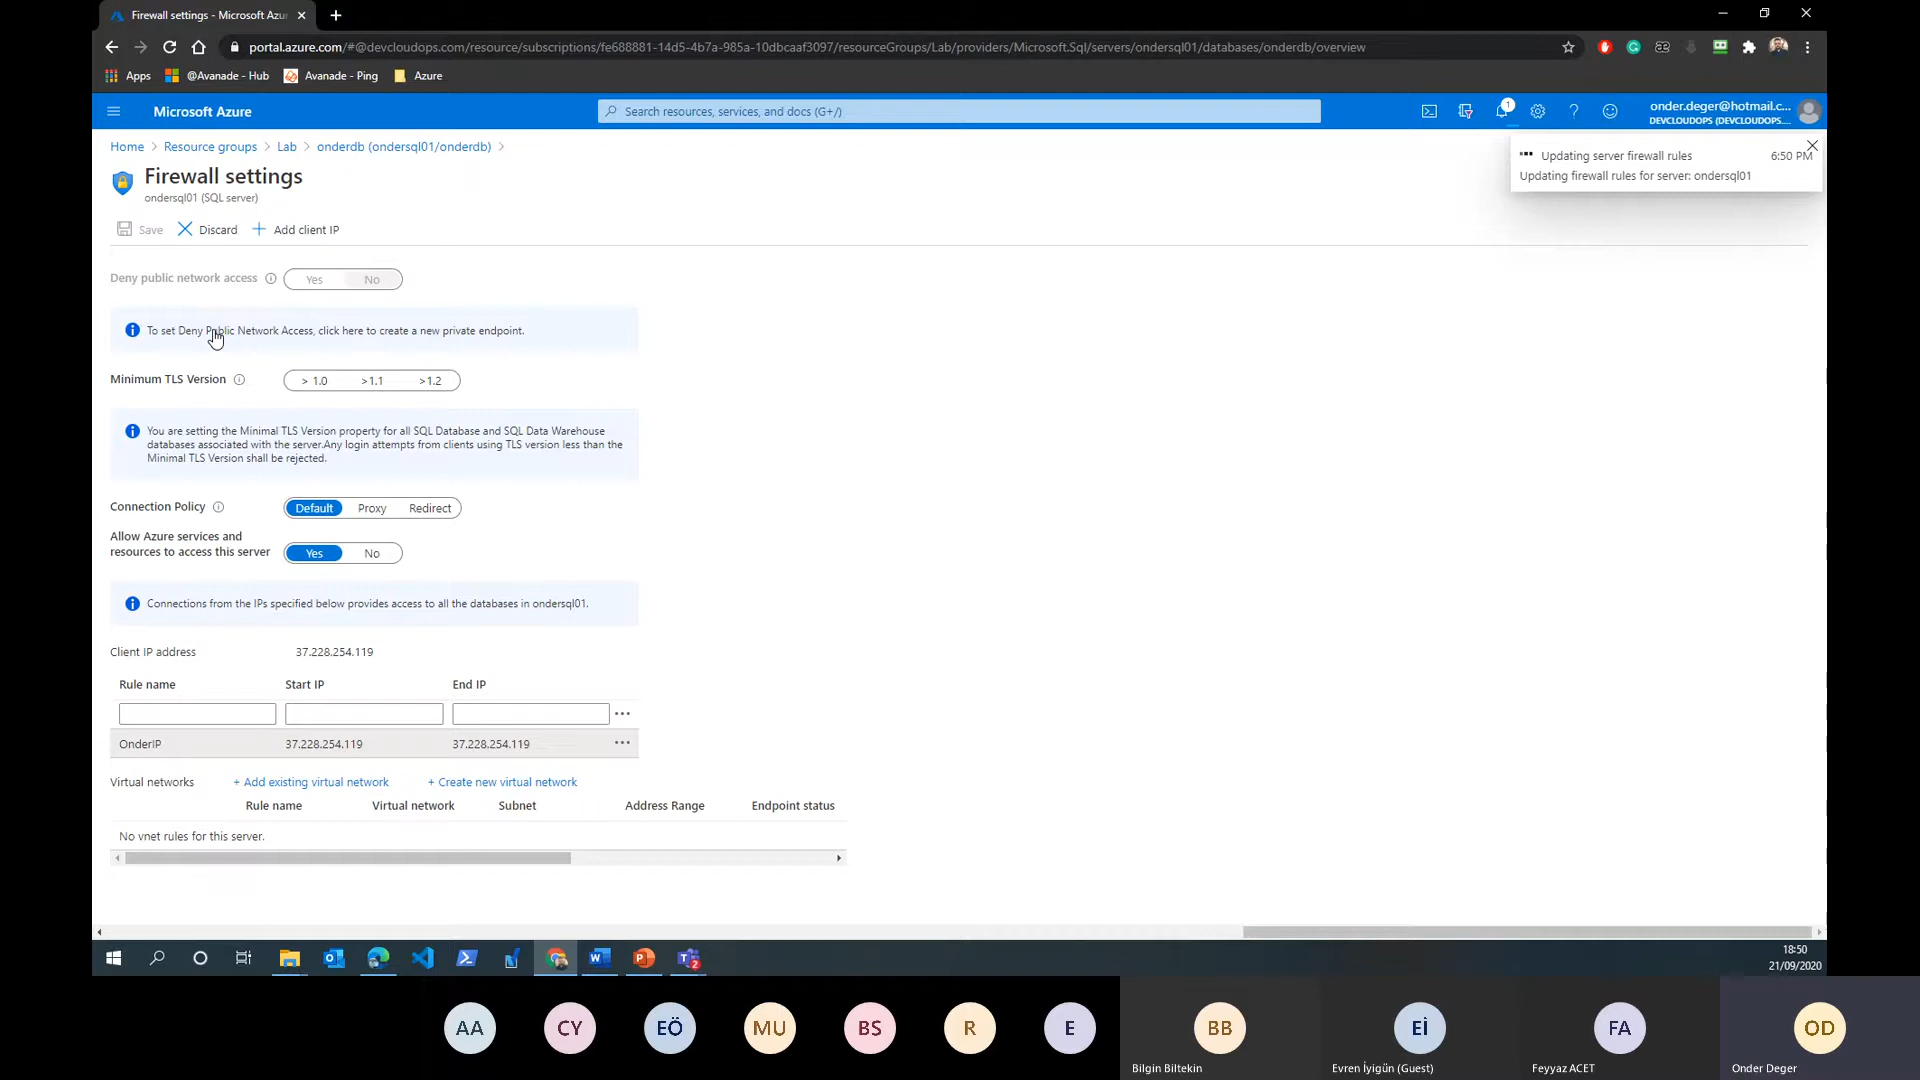 Firewall settings - Microsoft Azu
portal.azure.com/#@devcloudops.com/resource/subscriptions/fe688881-14d5-4b7a-985a-10dbcaaf3097/resourceGroups/Lab/providers/Microsoft.Sql/servers/ondersql01/databases/onderdb/overview
Apps @Avanade - Hub Avanade - Ping Azure
Microsoft Azure
Search resources, services, and docs (G+/)
1
onder.deger@hotmail.c...
DEVCLOUDOPS (DEVCLOUDOPS....
Home > Resource groups > Lab > onderdb (ondersql01/onderdb) >
Updating server firewall rules 6:50 PM
Updating firewall rules for server: ondersql01
Firewall settings
ondersql01 (SQL server)
Save Discard + Add client IP
Deny public network access Yes No
To set Deny Public Network Access, click here to create a new private endpoint.
Minimum TLS Version > 1.0 >1.1 >1.2
You are setting the Minimal TLS Version property for all SQL Database and SQL Data Warehouse
databases associated with the server.Any login attempts from clients using TLS version less than the
Minimal TLS Version shall be rejected.
Connection Policy Default Proxy Redirect
Allow Azure services and
resources to access this server Yes No
Connections from the IPs specified below provides access to all the databases in ondersql01.
Client IP address 37.228.254.119
Rule name Start IP End IP
OnderIP 37.228.254.119 37.228.254.119
Virtual networks + Add existing virtual network + Create new virtual network
Rule name Virtual network Subnet Address Range Endpoint status
No vnet rules for this server.
18:50
21/09/2020
AA CY EÖ MU BS R E BB Eİ FA OD
Bilgin Biltekin Evren İyigün (Guest) Feyyaz ACET Onder Deger